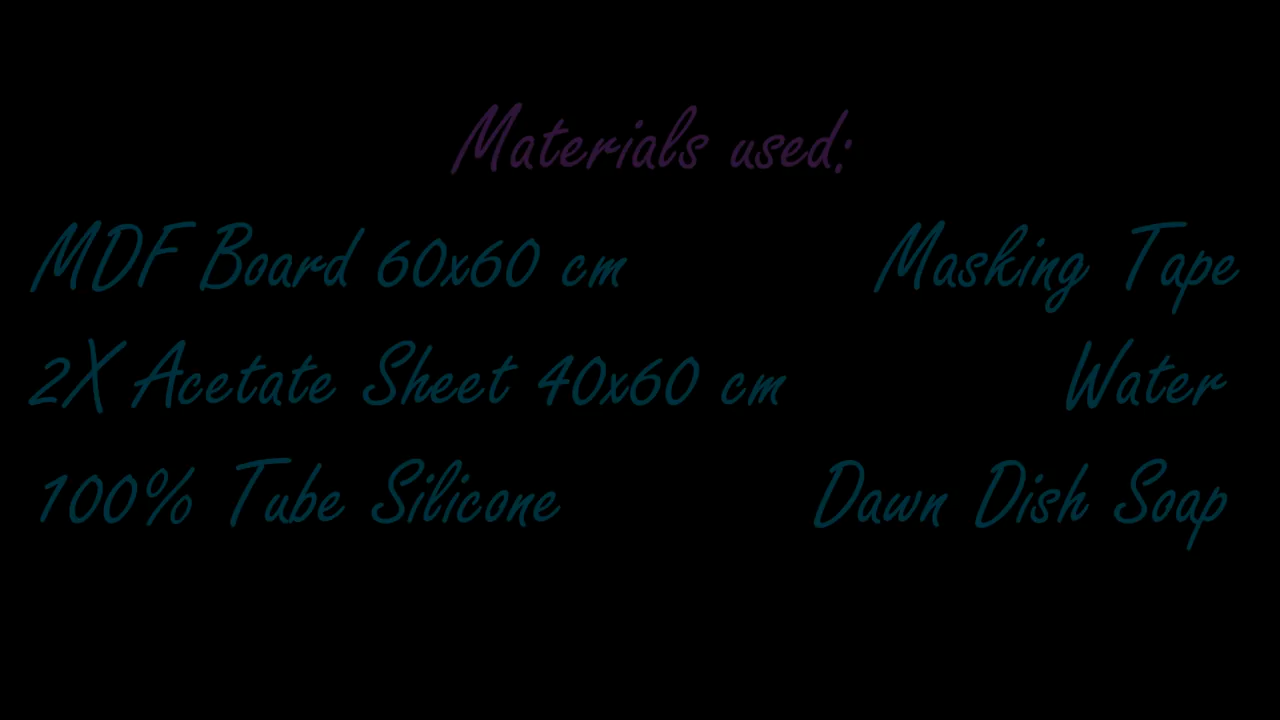 Materials used:
MDF Board 60x60 cm
Masking Tape
2X Acetate Sheet 40x60 cm
Water
100% Tube Silicone
Dawn Dish Soap